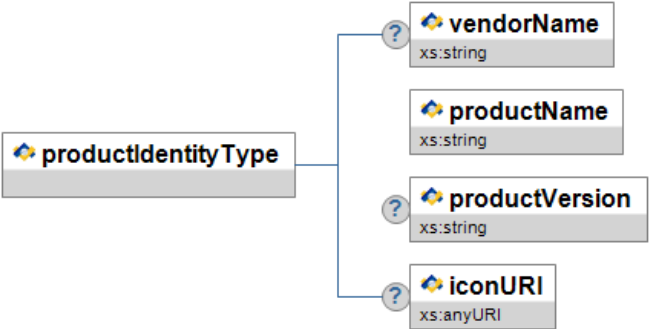 ? vendorName
xs:string
productName
xs:string
productIdentityType
? productVersion
xs:string
? iconURI
xs:anyURI